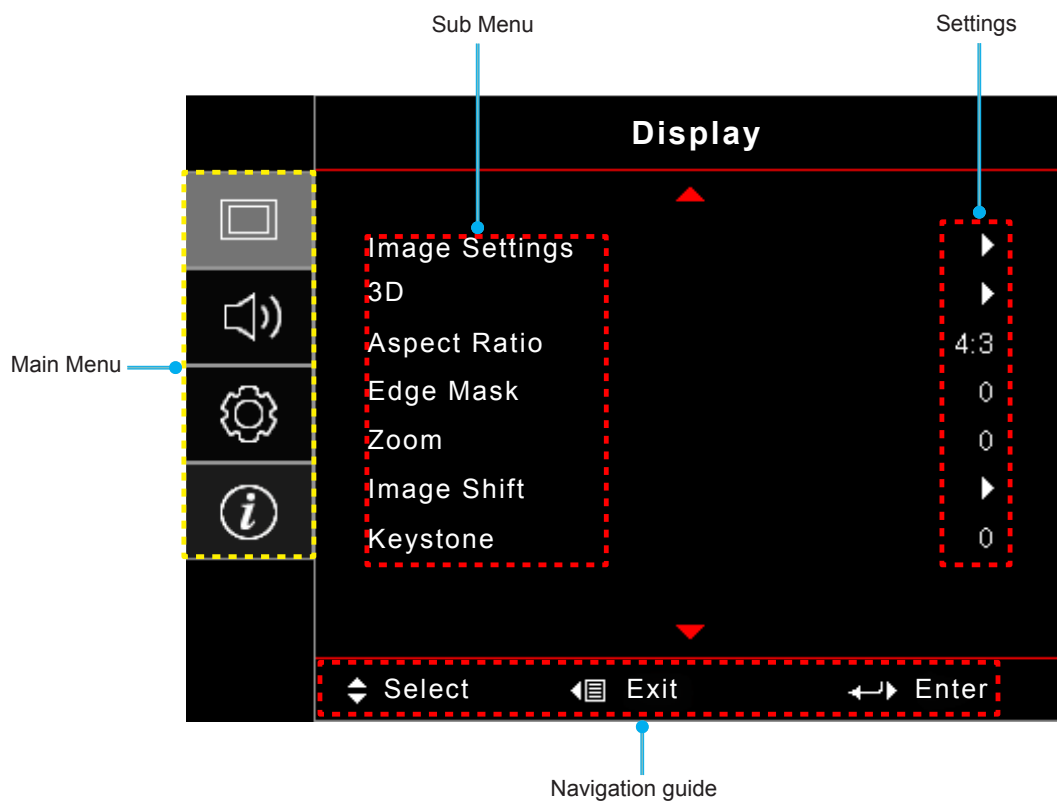 Sub Menu
Settings
Display
Image Settings
3D
Aspect Ratio 4:3
Edge Mask 0
Zoom 0
Image Shift
Keystone 0
Main Menu
Select Exit Enter
Navigation guide